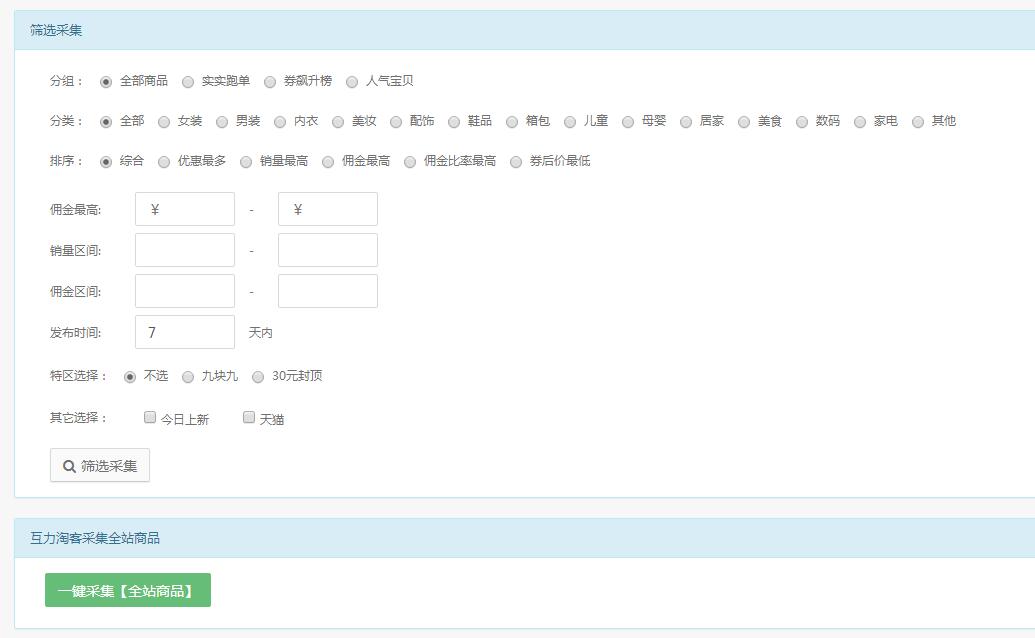 筛选采集
分组： 全部商品 实实跑单 券飙升榜 人气宝贝
分类： 全部 女装 男装 内衣 美妆 配饰 鞋品 箱包 儿童 母婴 居家 美食 数码 家电 其他
排序： 综合 优惠最多 销量最高 佣金最高 佣金比率最高 券后价最低
佣金最高: ¥ - ¥
销量区间: -
佣金区间: -
发布时间: 7 天内
特区选择： 不选 九块九 30元封顶
其它选择： 今日上新 天猫
筛选采集
互力淘客采集全站商品
一键采集【全站商品】